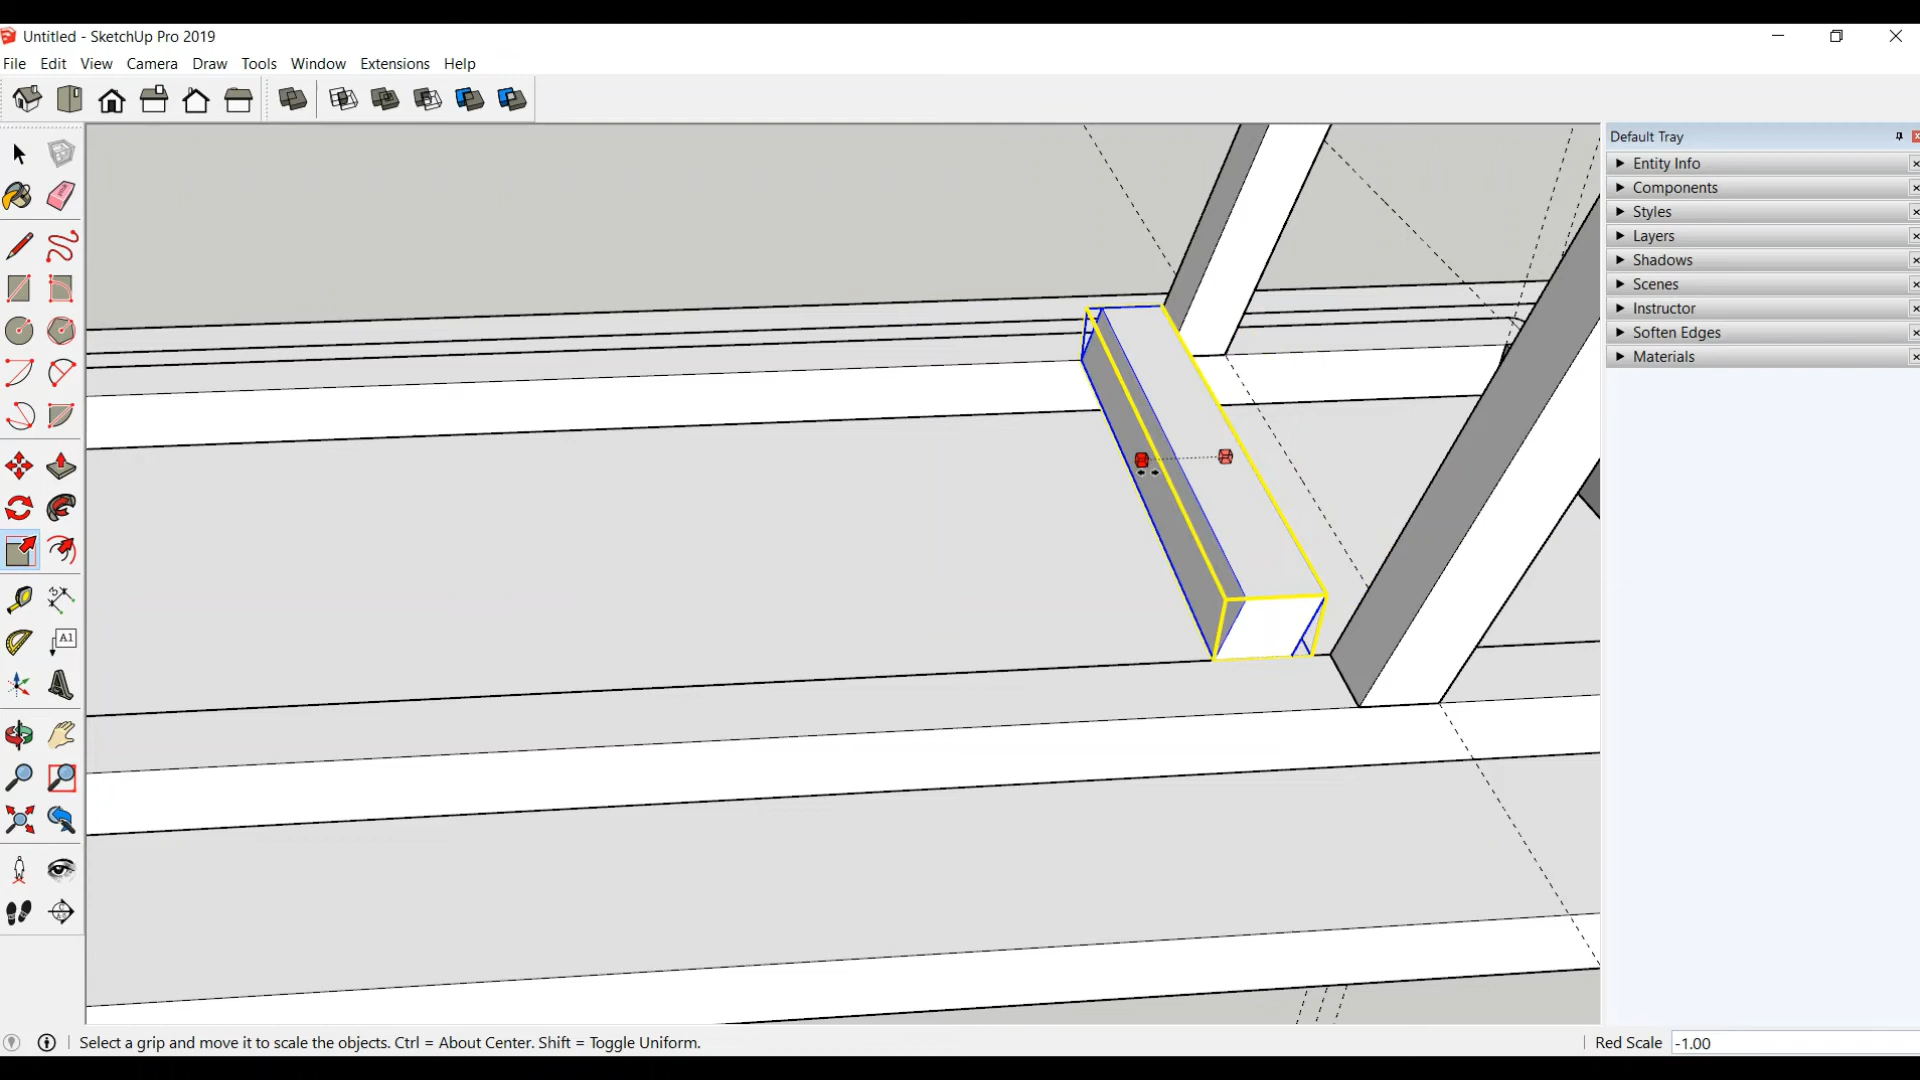 Untitled - SketchUp Pro 2019
File Edit View Camera Draw Tools Window Extensions Help
Default Tray
Entity Info
Components
Styles
Layers
Shadows
Scenes
Instructor
Soften Edges
Materials
A1
Select a grip and move it to scale the objects. Ctrl = About Center. Shift = Toggle Uniform.
Red Scale -1.00